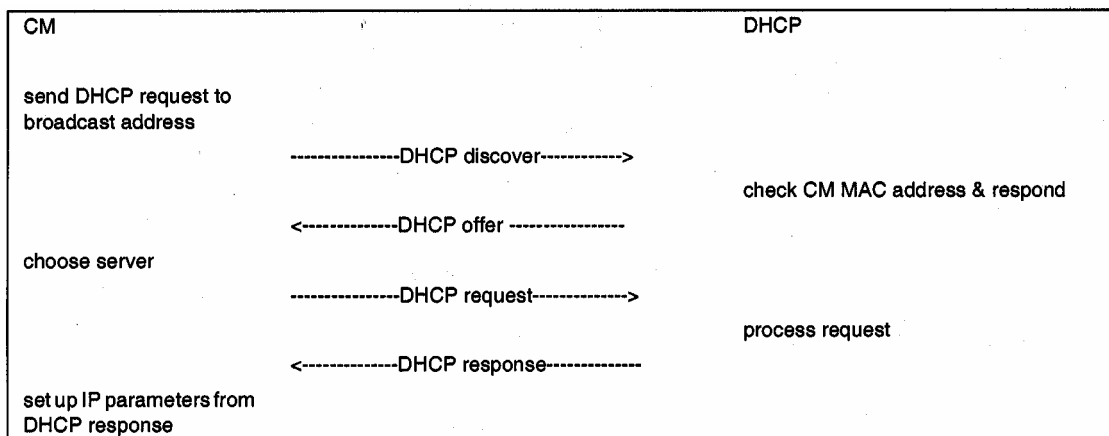 CM DHCP
send DHCP request to
broadcast address
----------------DHCP discover------------>
check CM MAC address & respond
<--------------DHCP offer -----------------
choose server
----------------DHCP request-------------->
process request
<--------------DHCP response--------------
set up IP parameters from
DHCP response